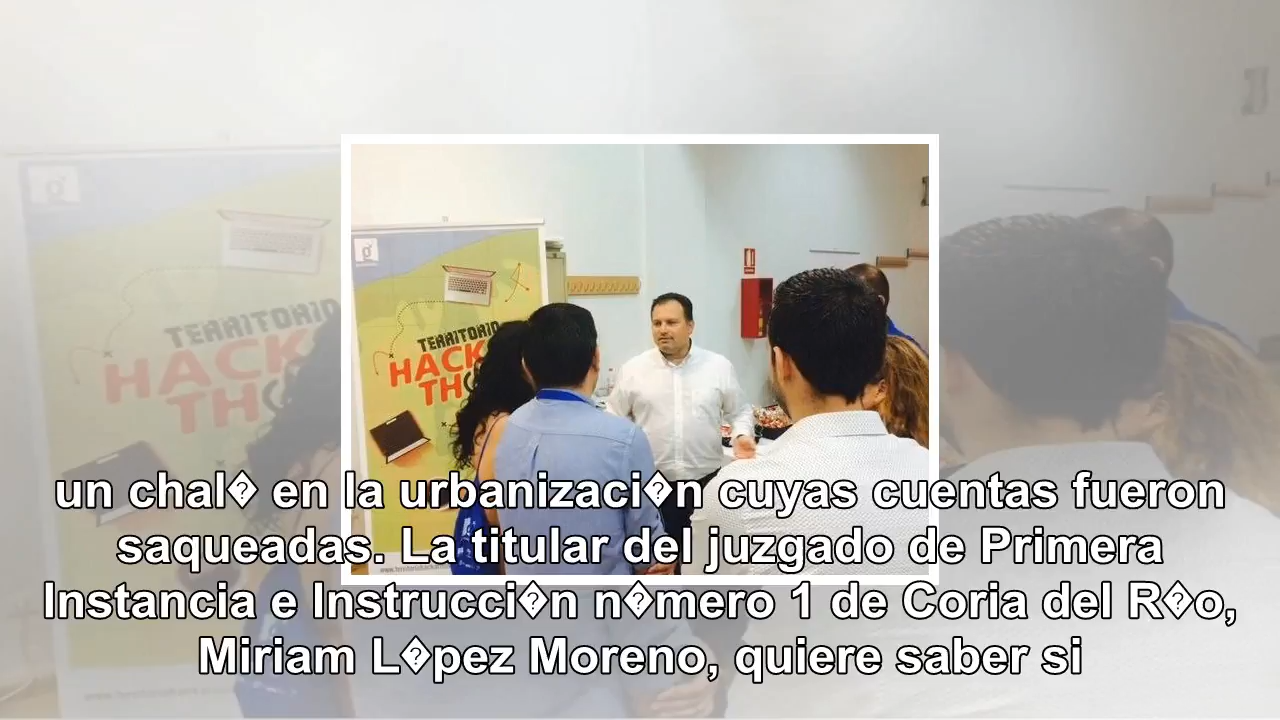 TERRITORIO
HACK
TH
un chal� en la urbanizaci�n cuyas cuentas fueron
saqueadas. La titular del juzgado de Primera
Instancia e Instrucci�n n�mero 1 de Coria del R�o,
Miriam L�pez Moreno, quiere saber si